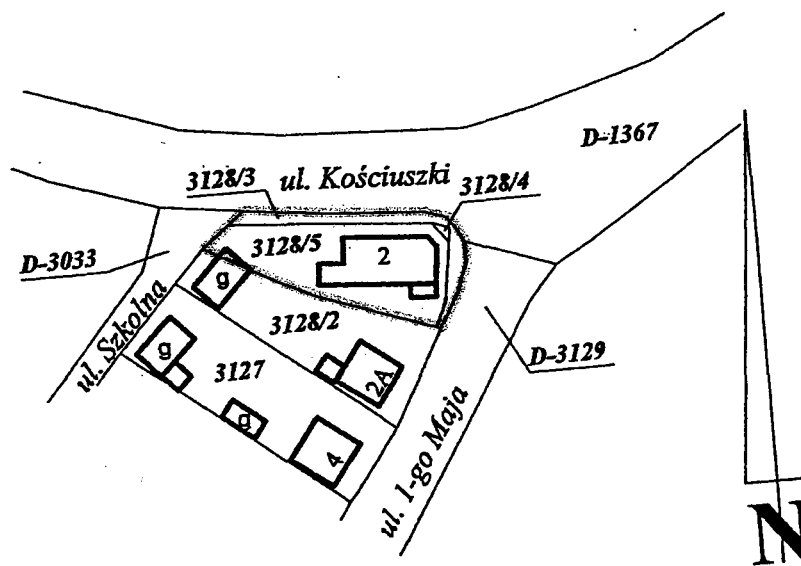 D-1367
3128/3
ul. Kościuszki
3128/4
D-3033
3128/5
2
g
ul. Szkolna
3128/2
g
3127
2A
D-3129
g
4
ul. 1-go Maja
N